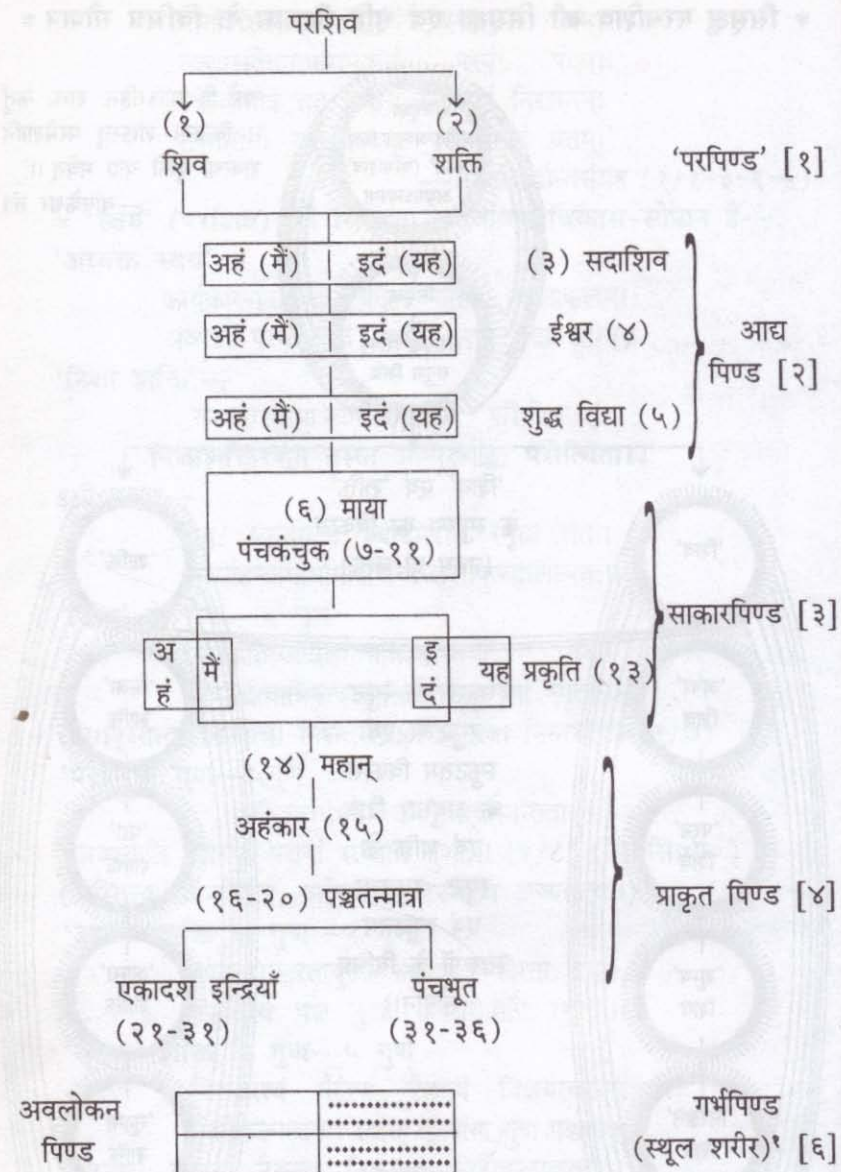 परशिव
(१) (२)
शिव शक्ति 'परपिण्ड' [१]
अहं (मैं) इदं (यह) (३) सदाशिव
अहं (मैं) इदं (यह) ईश्वर (४) आद्य
पिण्ड [२]
अहं (मैं) इदं (यह) शुद्ध विद्या (५)
(६) माया
पंचकंचुक (७-११)
साकारपिण्ड [३]
अ इ
मैं यह प्रकृति (१३)
हं दं
(१४) महान्
अहंकार (१५)
(१६-२०) पञ्चतन्मात्रा प्राकृत पिण्ड [४]
एकादश इन्द्रियाँ पंचभूत
(२१-३१) (३१-३६)
अवलोकन गर्भपिण्ड
पिण्ड (स्थूल शरीर)१ [६]